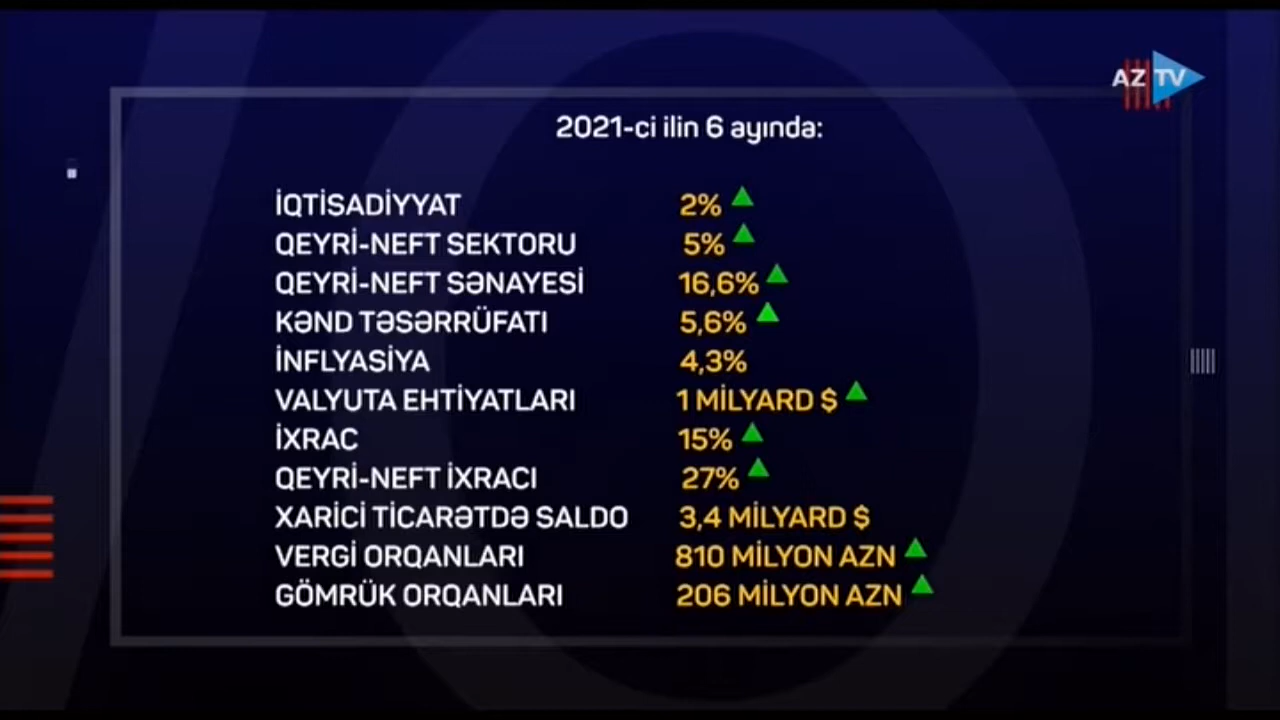 AZTV
2021-ci ilin 6 ayında:
İQTİSADİYYAT 2%
QEYRİ-NEFT SEKTORU 5%
QEYRİ-NEFT SƏNAYESİ 16,6%
KƏND TƏSƏRRÜFATI 5,6%
İNFLYASİYA 4,3%
VALYUTA EHTİYATLARI 1 MİLYARD $
İXRAC 15%
QEYRİ-NEFT İXRACI 27%
XARİCİ TİCARƏTDƏ SALDO 3,4 MİLYARD $
VERGİ ORQANLARI 810 MİLYON AZN
GÖMRÜK ORQANLARI 206 MİLYON AZN